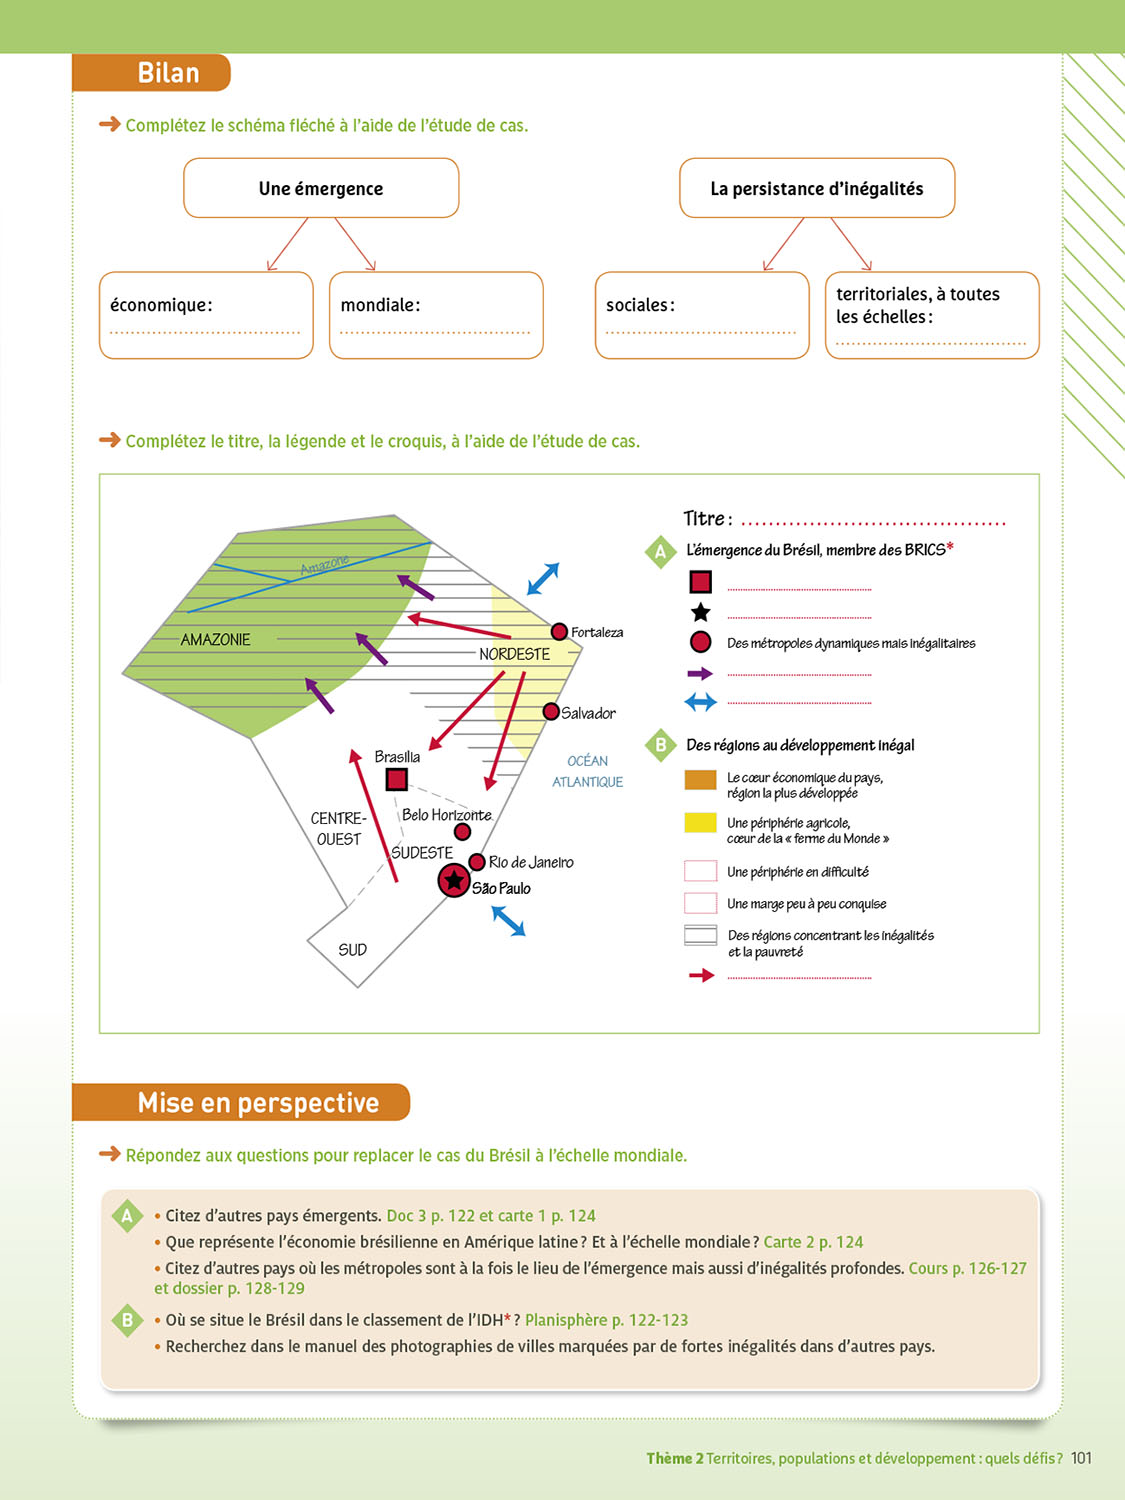 Bilan
➔ Complétez le schéma fléché à l'aide de l'étude de cas.
Une émergence
La persistance d'inégalités
économique :
mondiale :
sociales :
territoriales, à toutes
les échelles :
➔ Complétez le titre, la légende et le croquis, à l'aide de l'étude de cas.
Amazone
AMAZONIE
Fortaleza
NORDESTE
Salvador
Brasília
OCÉAN
ATLANTIQUE
Belo Horizonte
CENTRE-
OUEST
SUDESTE
Rio de Janeiro
São Paulo
SUD
Titre :
A L'émergence du Brésil, membre des BRICS*
Des métropoles dynamiques mais inégalitaires
B Des régions au développement inégal
Le cœur économique du pays,
région la plus développée
Une périphérie agricole,
cœur de la « ferme du Monde »
Une périphérie en difficulté
Une marge peu à peu conquise
Des régions concentrant les inégalités
et la pauvreté
Mise en perspective
➔ Répondez aux questions pour replacer le cas du Brésil à l'échelle mondiale.
A • Citez d'autres pays émergents. Doc 3 p. 122 et carte 1 p. 124
• Que représente l'économie brésilienne en Amérique latine ? Et à l'échelle mondiale ? Carte 2 p. 124
• Citez d'autres pays où les métropoles sont à la fois le lieu de l'émergence mais aussi d'inégalités profondes. Cours p. 126-127
et dossier p. 128-129
B • Où se situe le Brésil dans le classement de l'IDH* ? Planisphère p. 122-123
• Recherchez dans le manuel des photographies de villes marquées par de fortes inégalités dans d'autres pays.
Thème 2 Territoires, populations et développement : quels défis ? 101